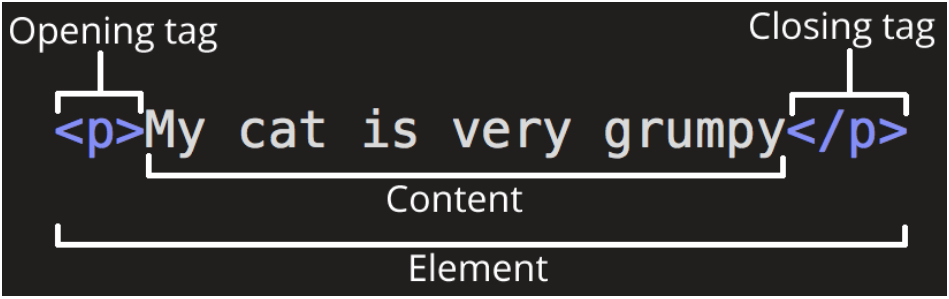 Opening tag
Closing tag
<p>My cat is very grumpy</p>
Content
Element